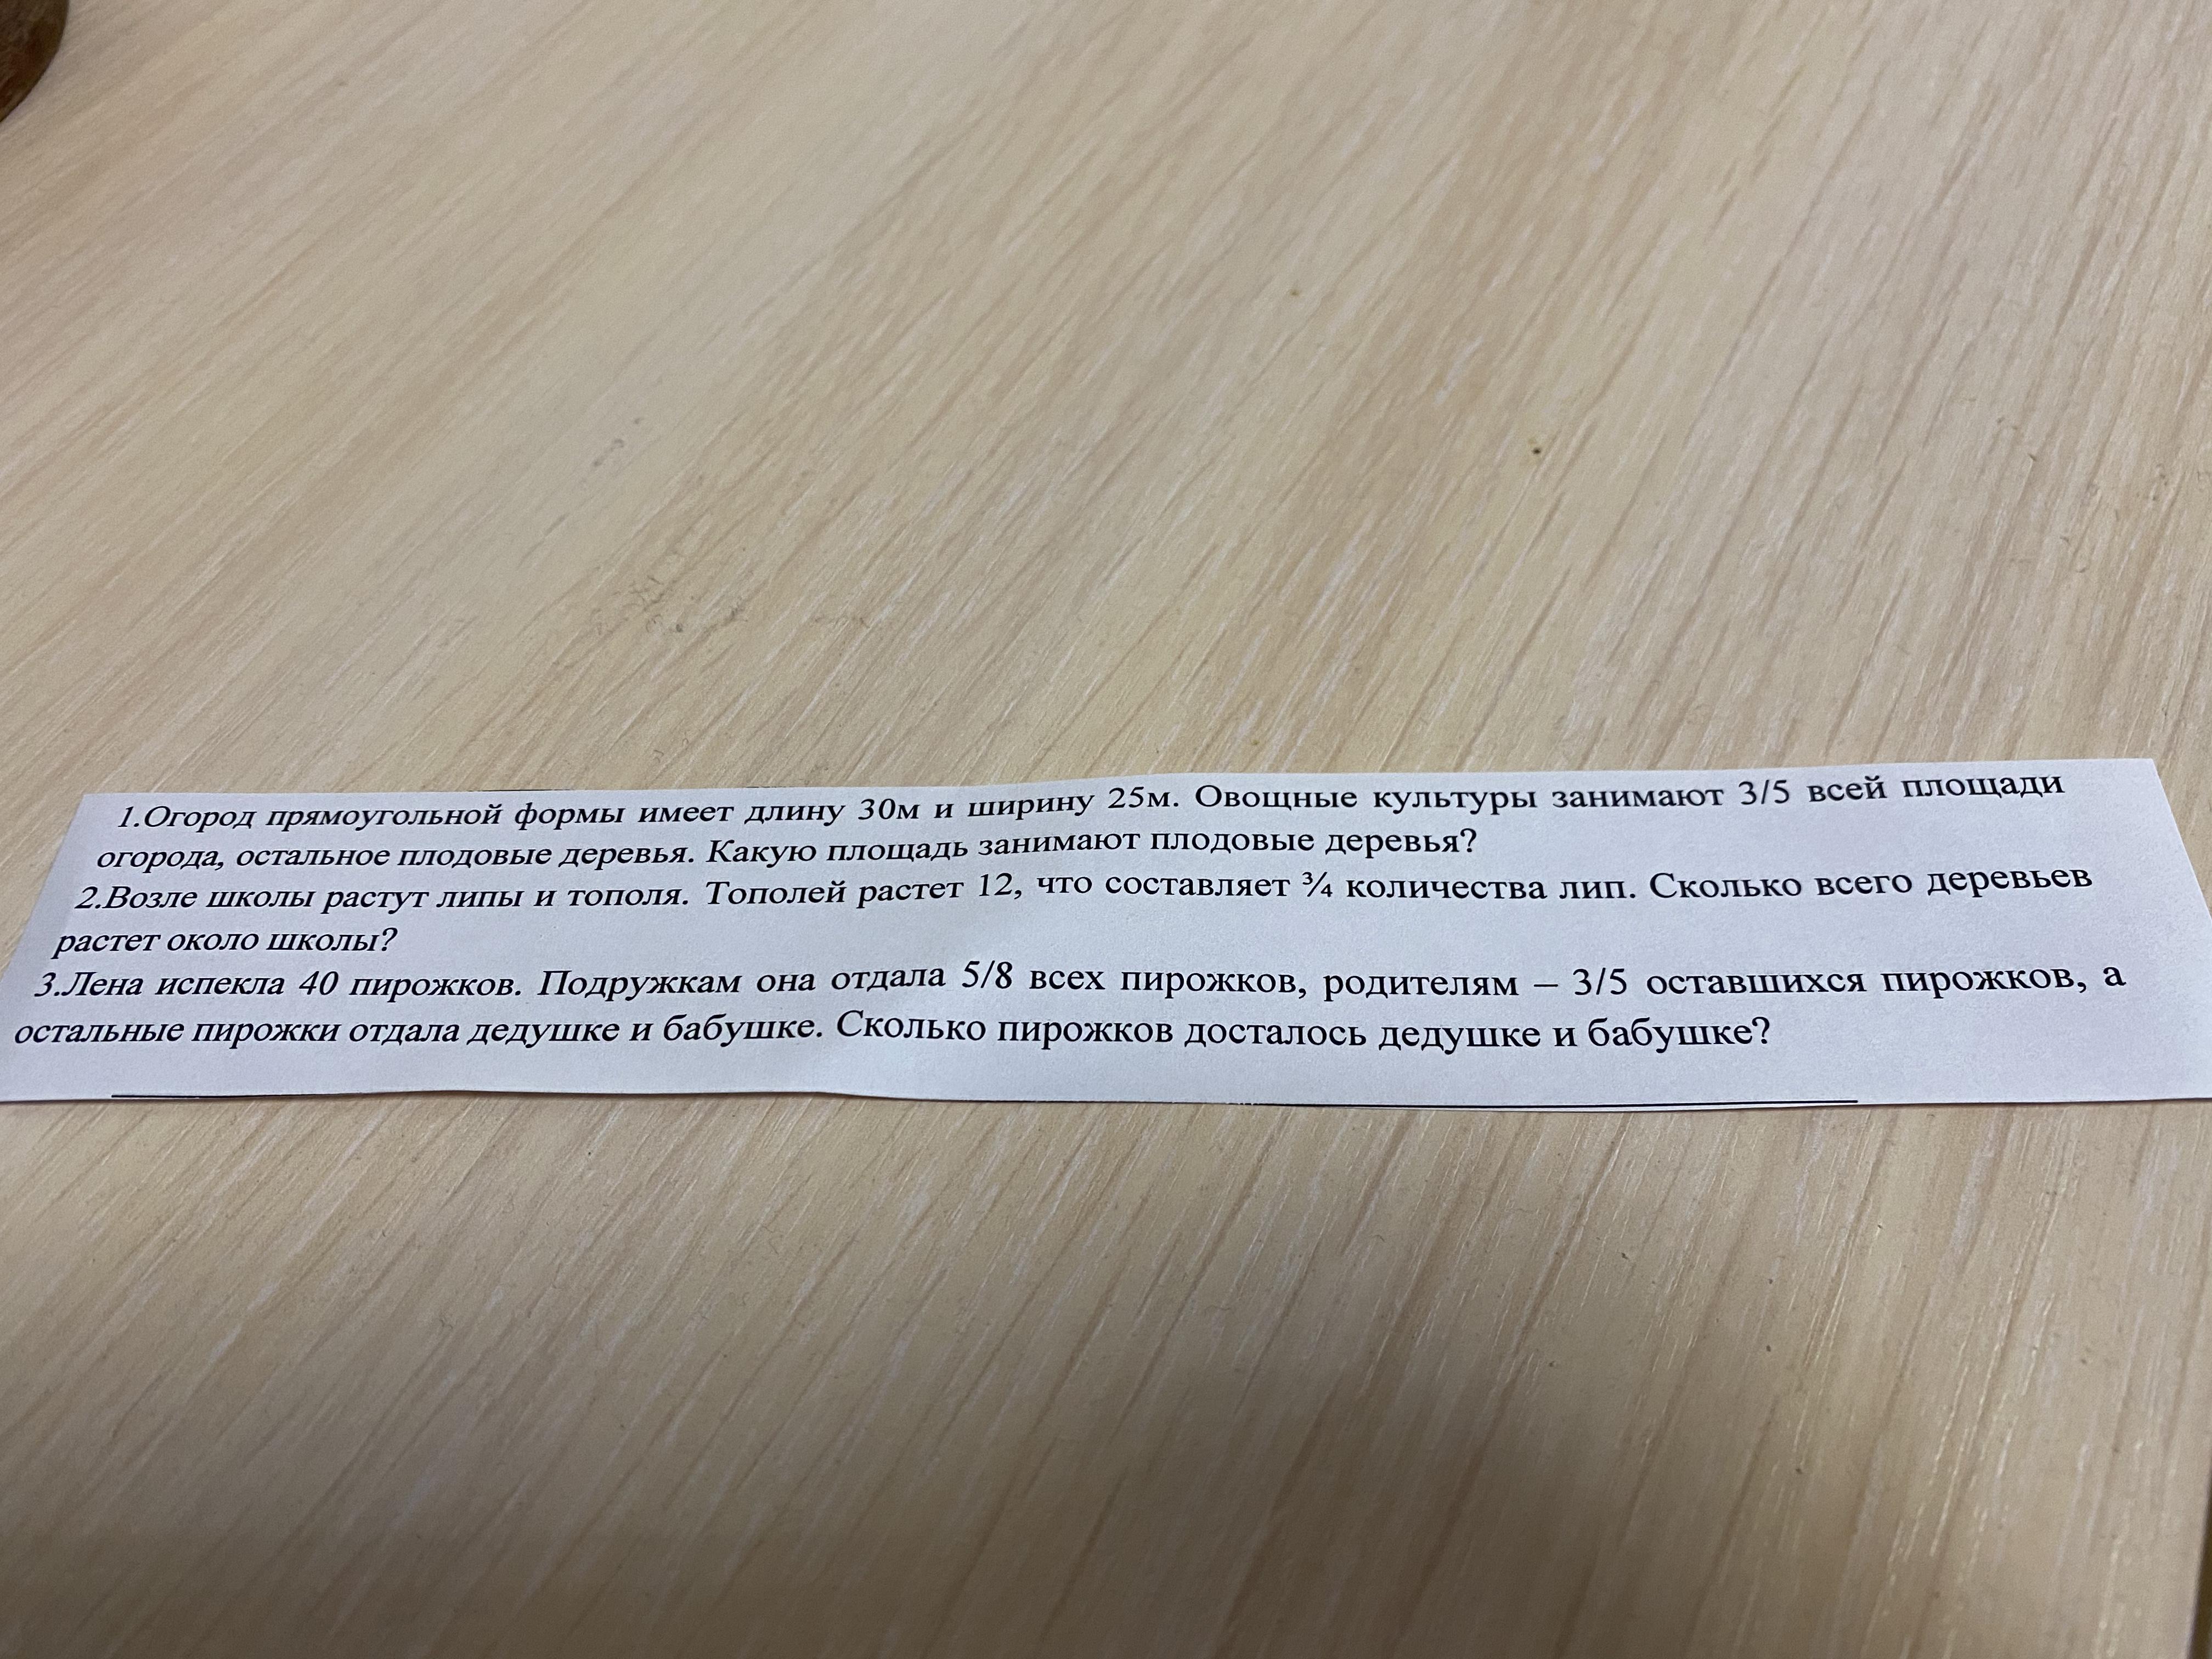 1.Огород прямоугольной формы имеет длину 30м и ширину 25м. Овощные культуры занимают 3/5 всей площади
огорода, остальное плодовые деревья. Какую площадь занимают плодовые деревья?
2.Возле школы растут липы и тополя. Тополей растет 12, что составляет ¾ количества лип. Сколько всего деревьев
растет около школы?
3.Лена испекла 40 пирожков. Подружкам она отдала 5/8 всех пирожков, родителям – 3/5 оставшихся пирожков, а
остальные пирожки отдала дедушке и бабушке. Сколько пирожков досталось дедушке и бабушке?